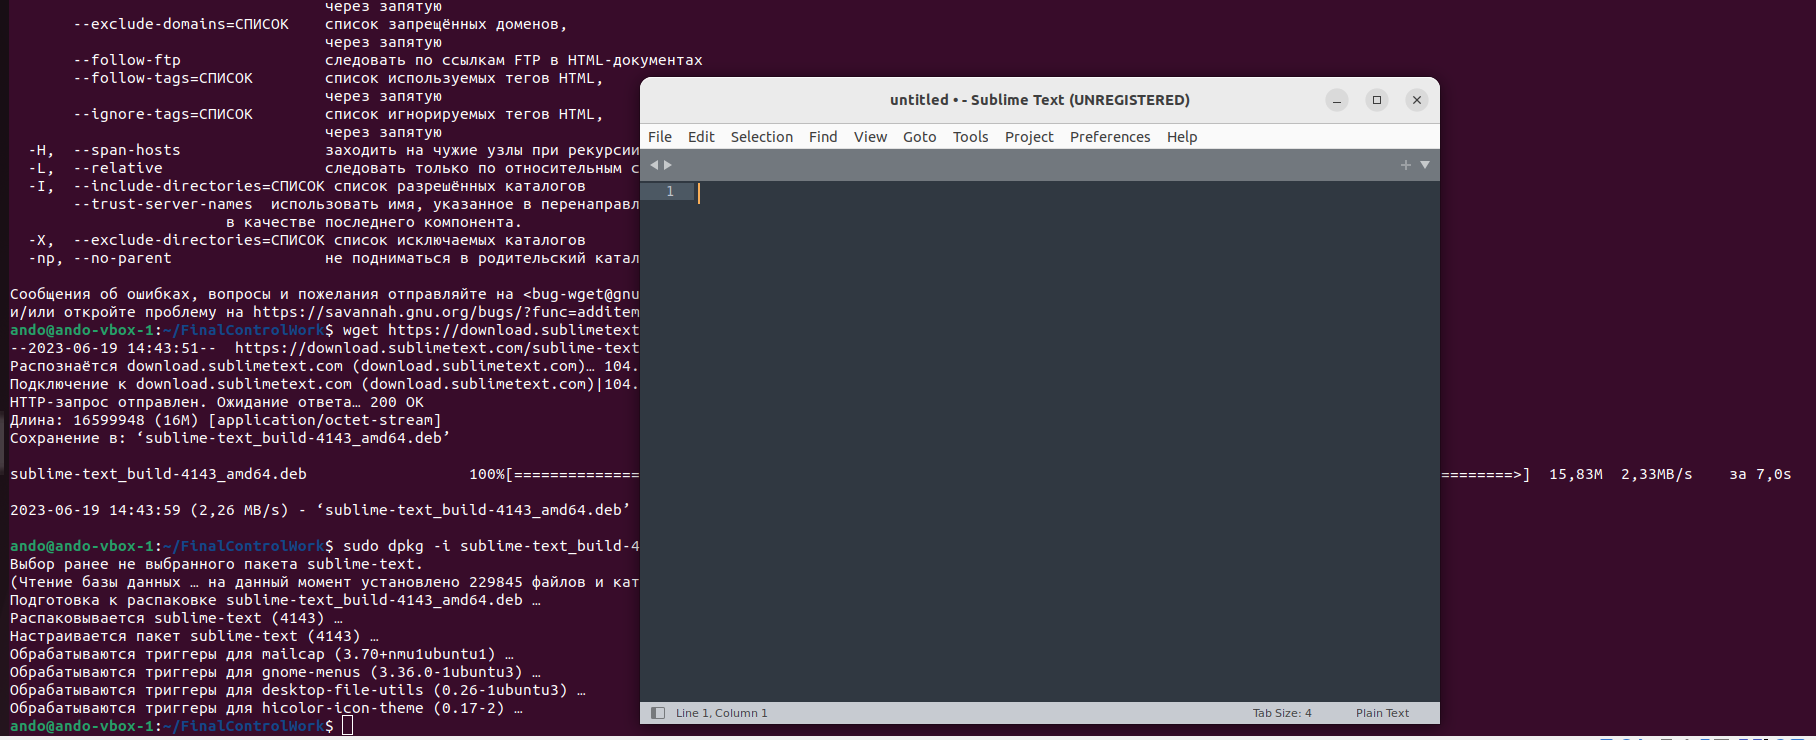 через запятую
--exclude-domains=СПИСОК список запрещённых доменов,
через запятую
--follow-ftp следовать по ссылкам FTP в HTML-документах
--follow-tags=СПИСОК список используемых тегов HTML,
через запятую
--ignore-tags=СПИСОК список игнорируемых тегов HTML,
через запятую
-H, --span-hosts заходить на чужие узлы при рекурсии
-L, --relative следовать только по относительным с
-I, --include-directories=СПИСОК список разрешённых каталогов
--trust-server-names использовать имя, указанное в перенаправл
в качестве последнего компонента.
-X, --exclude-directories=СПИСОК список исключаемых каталогов
-np, --no-parent не подниматься в родительский катал
Сообщения об ошибках, вопросы и пожелания отправляйте на <bug-wget@gnu
и/или откройте проблему на https://savannah.gnu.org/bugs/?func=additem
ando@ando-vbox-1:~/FinalControlWork$ wget https://download.sublimetext
--2023-06-19 14:43:51-- https://download.sublimetext.com/sublime-text
Распознаётся download.sublimetext.com (download.sublimetext.com)… 104.
Подключение к download.sublimetext.com (download.sublimetext.com)|104.
HTTP-запрос отправлен. Ожидание ответа… 200 OK
Длина: 16599948 (16M) [application/octet-stream]
Сохранение в: ‘sublime-text_build-4143_amd64.deb’
sublime-text_build-4143_amd64.deb 100%[============== ========>] 15,83M 2,33MB/s за 7,0s
2023-06-19 14:43:59 (2,26 MB/s) - ‘sublime-text_build-4143_amd64.deb’
ando@ando-vbox-1:~/FinalControlWork$ sudo dpkg -i sublime-text_build-4
Выбор ранее не выбранного пакета sublime-text.
(Чтение базы данных … на данный момент установлено 229845 файлов и кат
Подготовка к распаковке sublime-text_build-4143_amd64.deb …
Распаковывается sublime-text (4143) …
Настраивается пакет sublime-text (4143) …
Обрабатываются триггеры для mailcap (3.70+nmu1ubuntu1) …
Обрабатываются триггеры для gnome-menus (3.36.0-1ubuntu3) …
Обрабатываются триггеры для desktop-file-utils (0.26-1ubuntu3) …
Обрабатываются триггеры для hicolor-icon-theme (0.17-2) …
ando@ando-vbox-1:~/FinalControlWork$
untitled • - Sublime Text (UNREGISTERED)
File Edit Selection Find View Goto Tools Project Preferences Help
1
Line 1, Column 1 Tab Size: 4 Plain Text